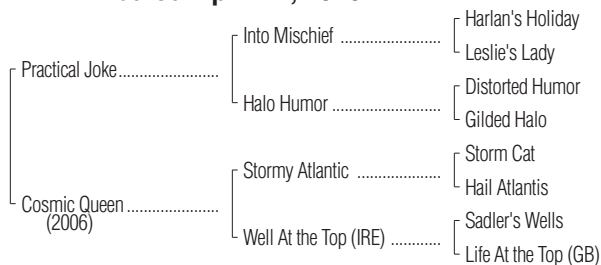 Harlan's Holiday
Into Mischief ........................
Leslie's Lady
Practical Joke........................
Distorted Humor
Halo Humor ..........................
Gilded Halo
Storm Cat
Stormy Atlantic ....................
Hail Atlantis
Cosmic Queen......................
(2006)
Sadler's Wells
Well At the Top (IRE) ............
Life At the Top (GB)